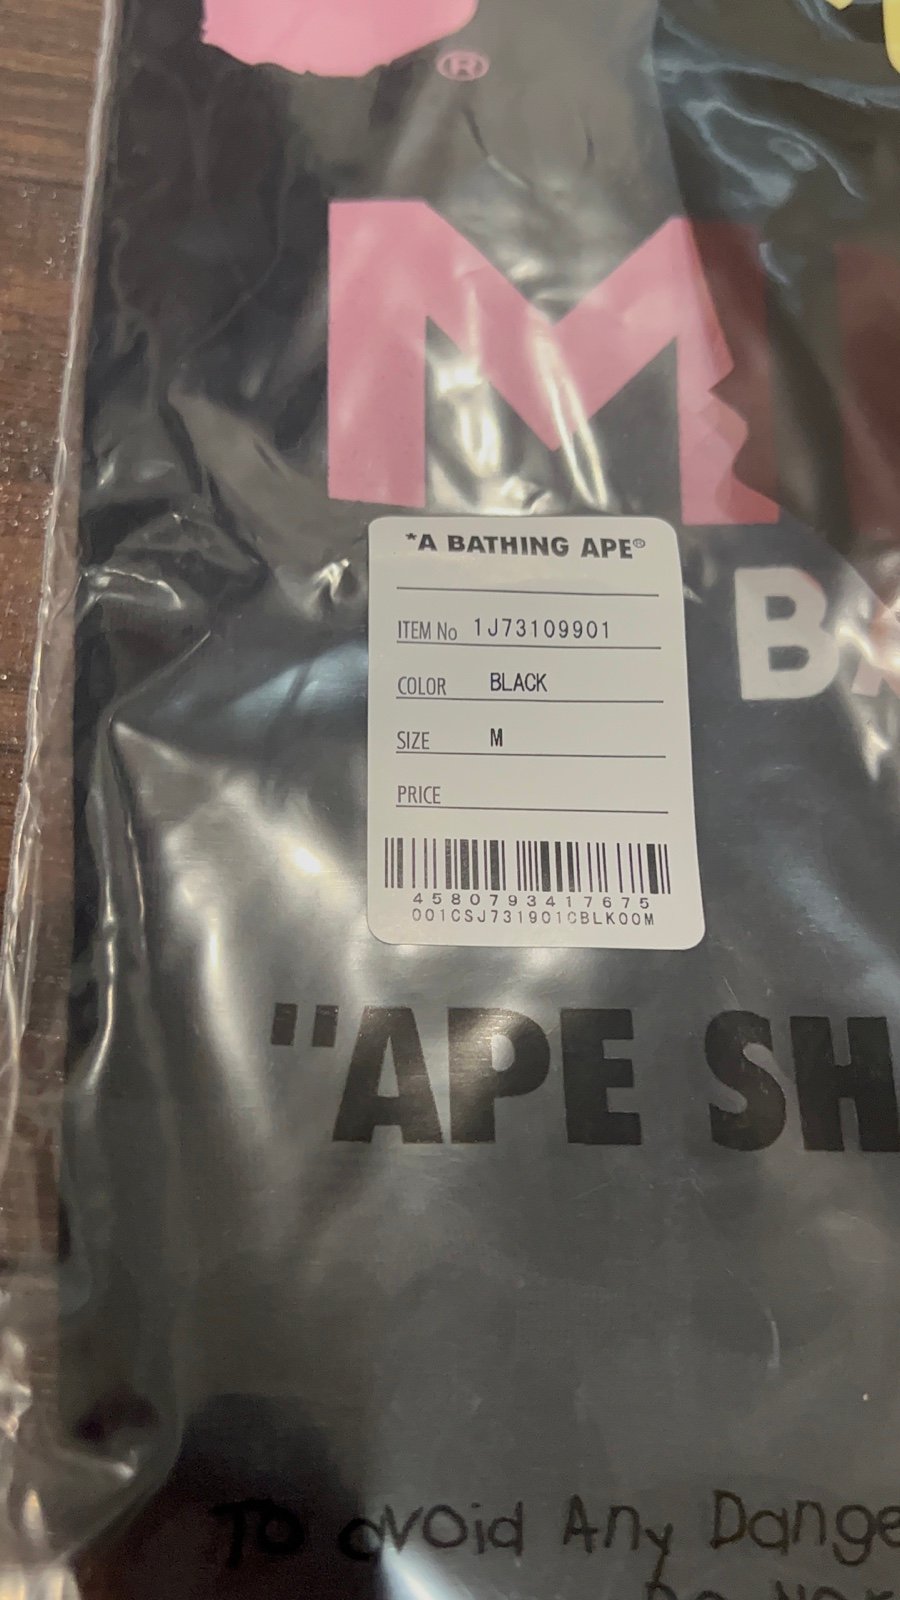 ®
M
*A BATHING APE®
ITEM No 1J73109901
COLOR BLACK
SIZE M
PRICE
4580793417675
001CSJ731901CBLK00M
"APE SH
To avoid Any Dange